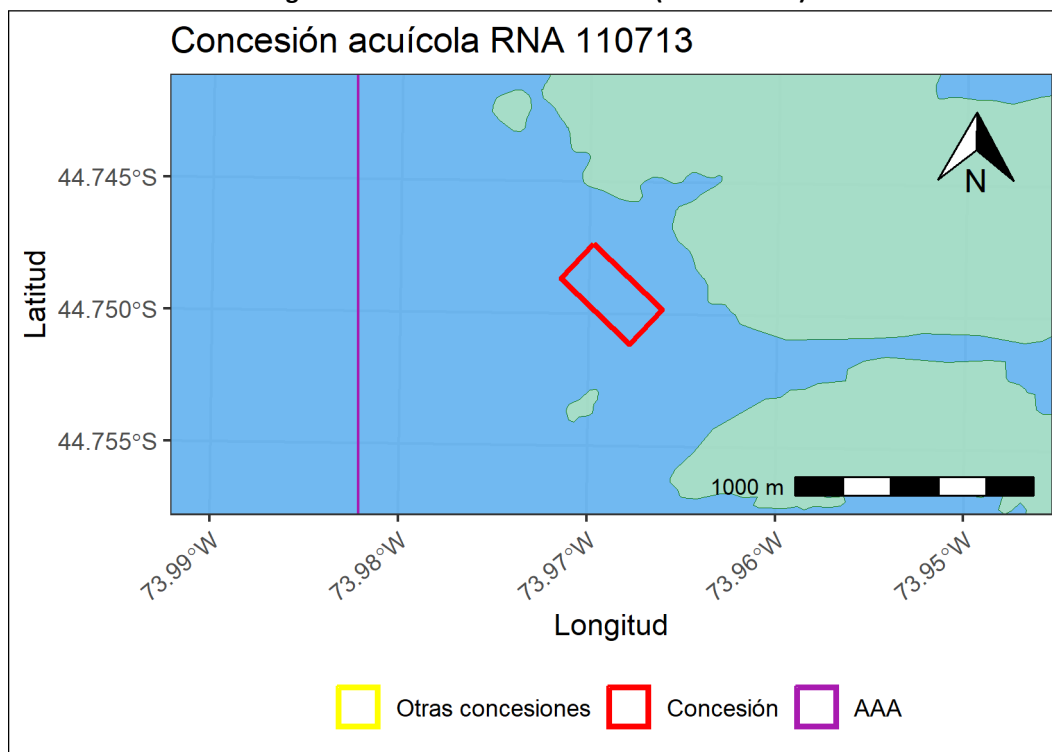 Concesión acuícola RNA 110713
N
44.745°S
44.750°S
44.755°S
Latitud
1000 m
73.99°W
73.98°W
73.97°W
73.96°W
73.95°W
Longitud
Otras concesiones
Concesión
AAA